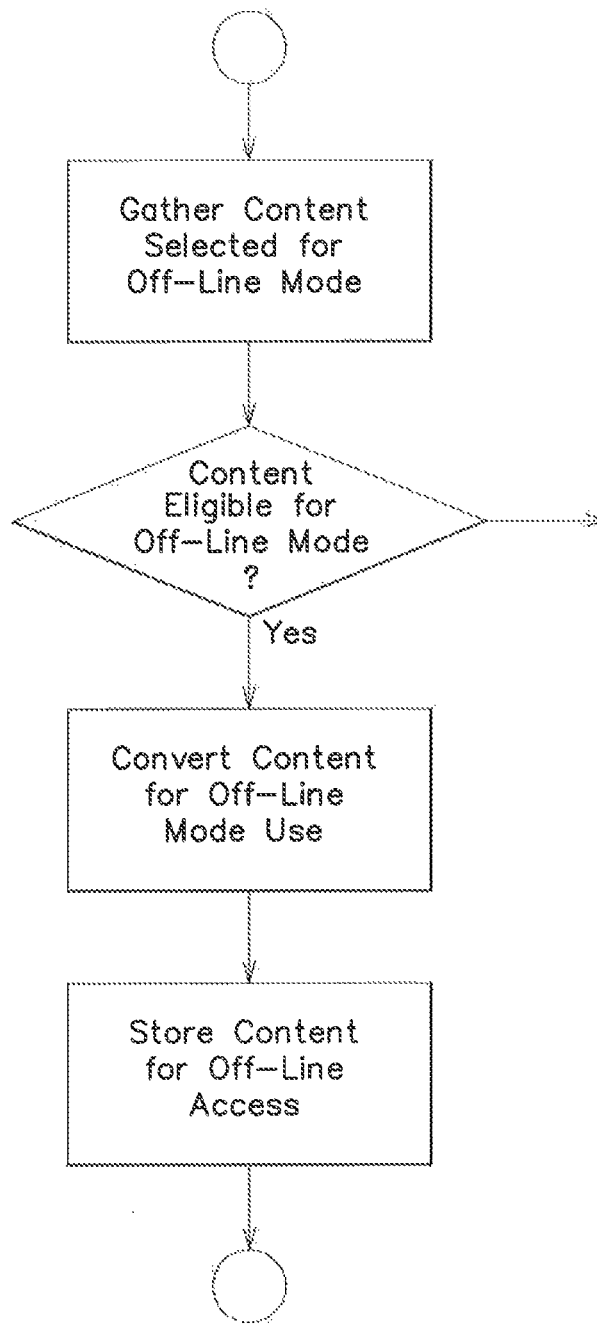 Gather Content
Selected for
Off-Line Mode
Content
Eligible for
Off-Line Mode
?
Yes
Convert Content
for Off-Line
Mode Use
Store Content
for Off-Line
Access